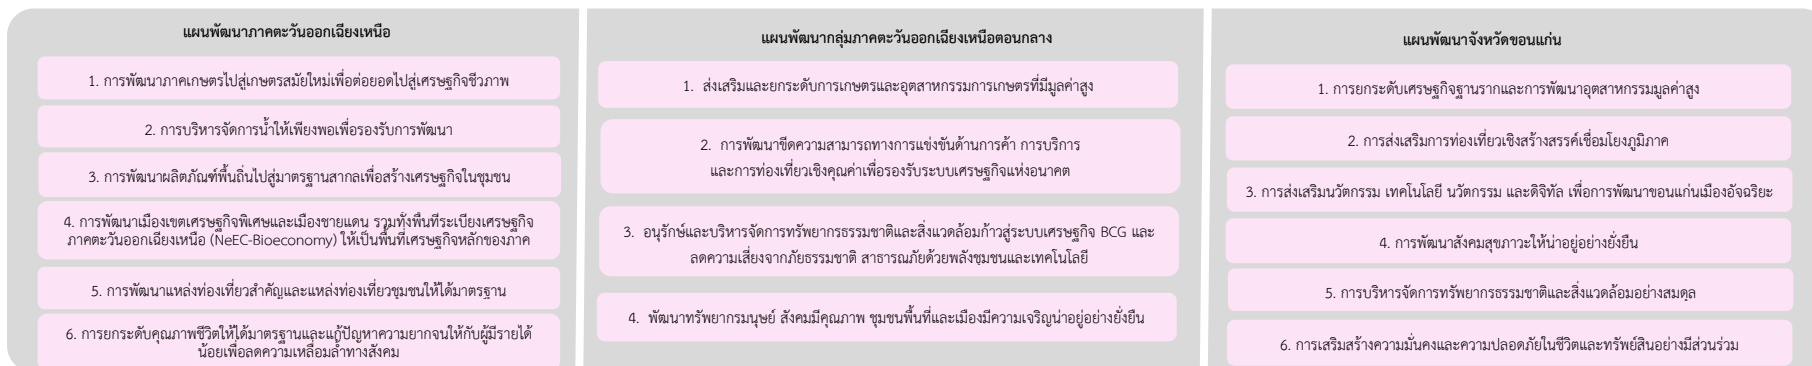 แผนพัฒนาภาคตะวันออกเฉียงเหนือ
1. การพัฒนาภาคเกษตรไปสู่เกษตรสมัยใหม่เพื่อต่อยอดไปสู่เศรษฐกิจชีวภาพ
2. การบริหารจัดการน้ำให้เพียงพอเพื่อรองรับการพัฒนา
3. การพัฒนาผลิตภัณฑ์พื้นถิ่นไปสู่มาตรฐานสากลเพื่อสร้างเศรษฐกิจในชุมชน
4. การพัฒนาเมืองเขตเศรษฐกิจพิเศษและเมืองชายแดน รวมทั้งพื้นที่ระเบียงเศรษฐกิจ
ภาคตะวันออกเฉียงเหนือ (NeEC-Bioeconomy) ให้เป็นพื้นที่เศรษฐกิจหลักของภาค
5. การพัฒนาแหล่งท่องเที่ยวสำคัญและแหล่งท่องเที่ยวชุมชนให้ได้มาตรฐาน
6. การยกระดับคุณภาพชีวิตให้ได้มาตรฐานและแก้ปัญหาความยากจนให้กับผู้มีรายได้
น้อยเพื่อลดความเหลื่อมล้ำทางสังคม
แผนพัฒนากลุ่มภาคตะวันออกเฉียงเหนือตอนกลาง
1. ส่งเสริมและยกระดับการเกษตรและอุตสาหกรรมการเกษตรที่มีมูลค่าสูง
2. การพัฒนาขีดความสามารถทางการแข่งขันด้านการค้า การบริการ
และการท่องเที่ยวเชิงคุณค่าเพื่อรองรับระบบเศรษฐกิจแห่งอนาคต
3. อนุรักษ์และบริหารจัดการทรัพยากรธรรมชาติและสิ่งแวดล้อมก้าวสู่ระบบเศรษฐกิจ BCG และ
ลดความเสี่ยงจากภัยธรรมชาติ สาธารณภัยด้วยพลังชุมชนและเทคโนโลยี
4. พัฒนาทรัพยากรมนุษย์ สังคมมีคุณภาพ ชุมชนพื้นที่และเมืองมีความเจริญน่าอยู่อย่างยั่งยืน
แผนพัฒนาจังหวัดขอนแก่น
1. การยกระดับเศรษฐกิจฐานรากและการพัฒนาอุตสาหกรรมมูลค่าสูง
2. การส่งเสริมการท่องเที่ยวเชิงสร้างสรรค์เชื่อมโยงภูมิภาค
3. การส่งเสริมนวัตกรรม เทคโนโลยี นวัตกรรม และดิจิทัล เพื่อการพัฒนาขอนแก่นเมืองอัจฉริยะ
4. การพัฒนาสังคมสุขภาวะให้น่าอยู่อย่างยั่งยืน
5. การบริหารจัดการทรัพยากรธรรมชาติและสิ่งแวดล้อมอย่างสมดุล
6. การเสริมสร้างความมั่นคงและความปลอดภัยในชีวิตและทรัพย์สินอย่างมีส่วนร่วม